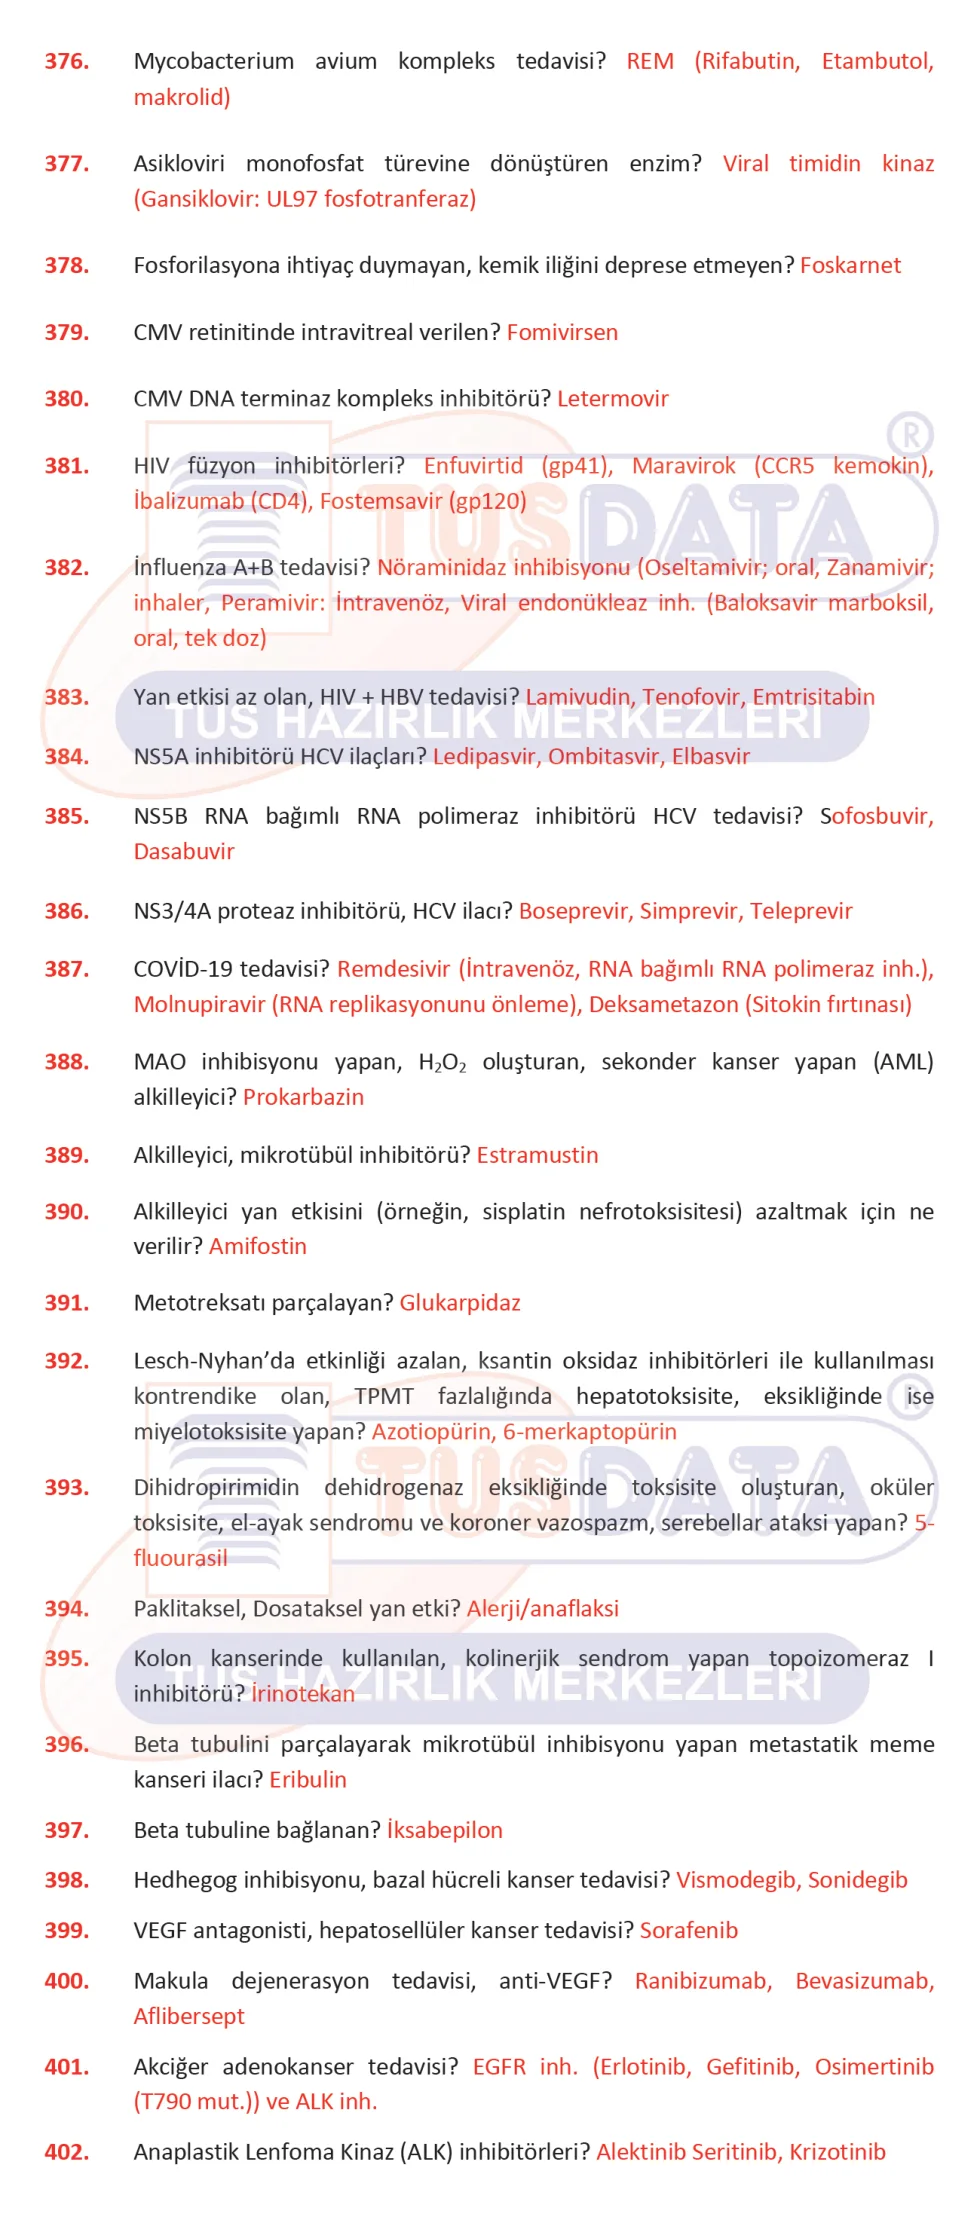 376. Mycobacterium avium kompleks tedavisi? REM (Rifabutin, Etambutol,
makrolid)
377. Asikloviri monofosfat türevine dönüştüren enzim? Viral timidin kinaz
(Gansiklovir: UL97 fosfotranferaz)
378. Fosforilasyona ihtiyaç duymayan, kemik iliğini deprese etmeyen? Foskarnet
379. CMV retinitinde intravitreal verilen? Fomivirsen
380. CMV DNA terminaz kompleks inhibitörü? Letermovir
381. HIV füzyon inhibitörleri? Enfuvirtid (gp41), Maravirok (CCR5 kemokin),
İbalizumab (CD4), Fostemsavir (gp120)
382. İnfluenza A+B tedavisi? Nöraminidaz inhibisyonu (Oseltamivir; oral, Zanamivir;
inhaler, Peramivir: İntravenöz, Viral endonükleaz inh. (Baloksavir marboksil,
oral, tek doz)
383. Yan etkisi az olan, HIV + HBV tedavisi? Lamivudin, Tenofovir, Emtrisitabin
384. NS5A inhibitörü HCV ilaçları? Ledipasvir, Ombitasvir, Elbasvir
385. NS5B RNA bağımlı RNA polimeraz inhibitörü HCV tedavisi? Sofosbuvir,
Dasabuvir
386. NS3/4A proteaz inhibitörü, HCV ilacı? Boseprevir, Simprevir, Teleprevir
387. COVİD-19 tedavisi? Remdesivir (İntravenöz, RNA bağımlı RNA polimeraz inh.),
Molnupiravir (RNA replikasyonunu önleme), Deksametazon (Sitokin fırtınası)
388. MAO inhibisyonu yapan, H₂O₂ oluşturan, sekonder kanser yapan (AML)
alkilleyici? Prokarbazin
389. Alkilleyici, mikrotübül inhibitörü? Estramustin
390. Alkilleyici yan etkisini (örneğin, sisplatin nefrotoksisitesi) azaltmak için ne
verilir? Amifostin
391. Metotreksatı parçalayan? Glukarpidaz
392. Lesch-Nyhan’da etkinliği azalan, ksantin oksidaz inhibitörleri ile kullanılması
kontrendike olan, TPMT fazlalığında hepatotoksisite, eksikliğinde ise
miyelotoksisite yapan? Azotiopürin, 6-merkaptopürin
393. Dihidropirimidin dehidrogenaz eksikliğinde toksisite oluşturan, oküler
toksisite, el-ayak sendromu ve koroner vazospazm, serebellar ataksi yapan? 5-
fluourasil
394. Paklitaksel, Dosataksel yan etki? Alerji/anaflaksi
395. Kolon kanserinde kullanılan, kolinerjik sendrom yapan topoizomeraz I
inhibitörü? İrinotekan
396. Beta tubulini parçalayarak mikrotübül inhibisyonu yapan metastatik meme
kanseri ilacı? Eribulin
397. Beta tubuline bağlanan? İksabepilon
398. Hedhegog inhibisyonu, bazal hücreli kanser tedavisi? Vismodegib, Sonidegib
399. VEGF antagonisti, hepatosellüler kanser tedavisi? Sorafenib
400. Makula dejenerasyon tedavisi, anti-VEGF? Ranibizumab, Bevasizumab,
Aflibersept
401. Akciğer adenokanser tedavisi? EGFR inh. (Erlotinib, Gefitinib, Osimertinib
(T790 mut.)) ve ALK inh.
402. Anaplastik Lenfoma Kinaz (ALK) inhibitörleri? Alektinib Seritinib, Krizotinib
TUSDATA ®
TUS HAZIRLIK MERKEZLERİ
TUSDATA ®
TUS HAZIRLIK MERKEZLERİ